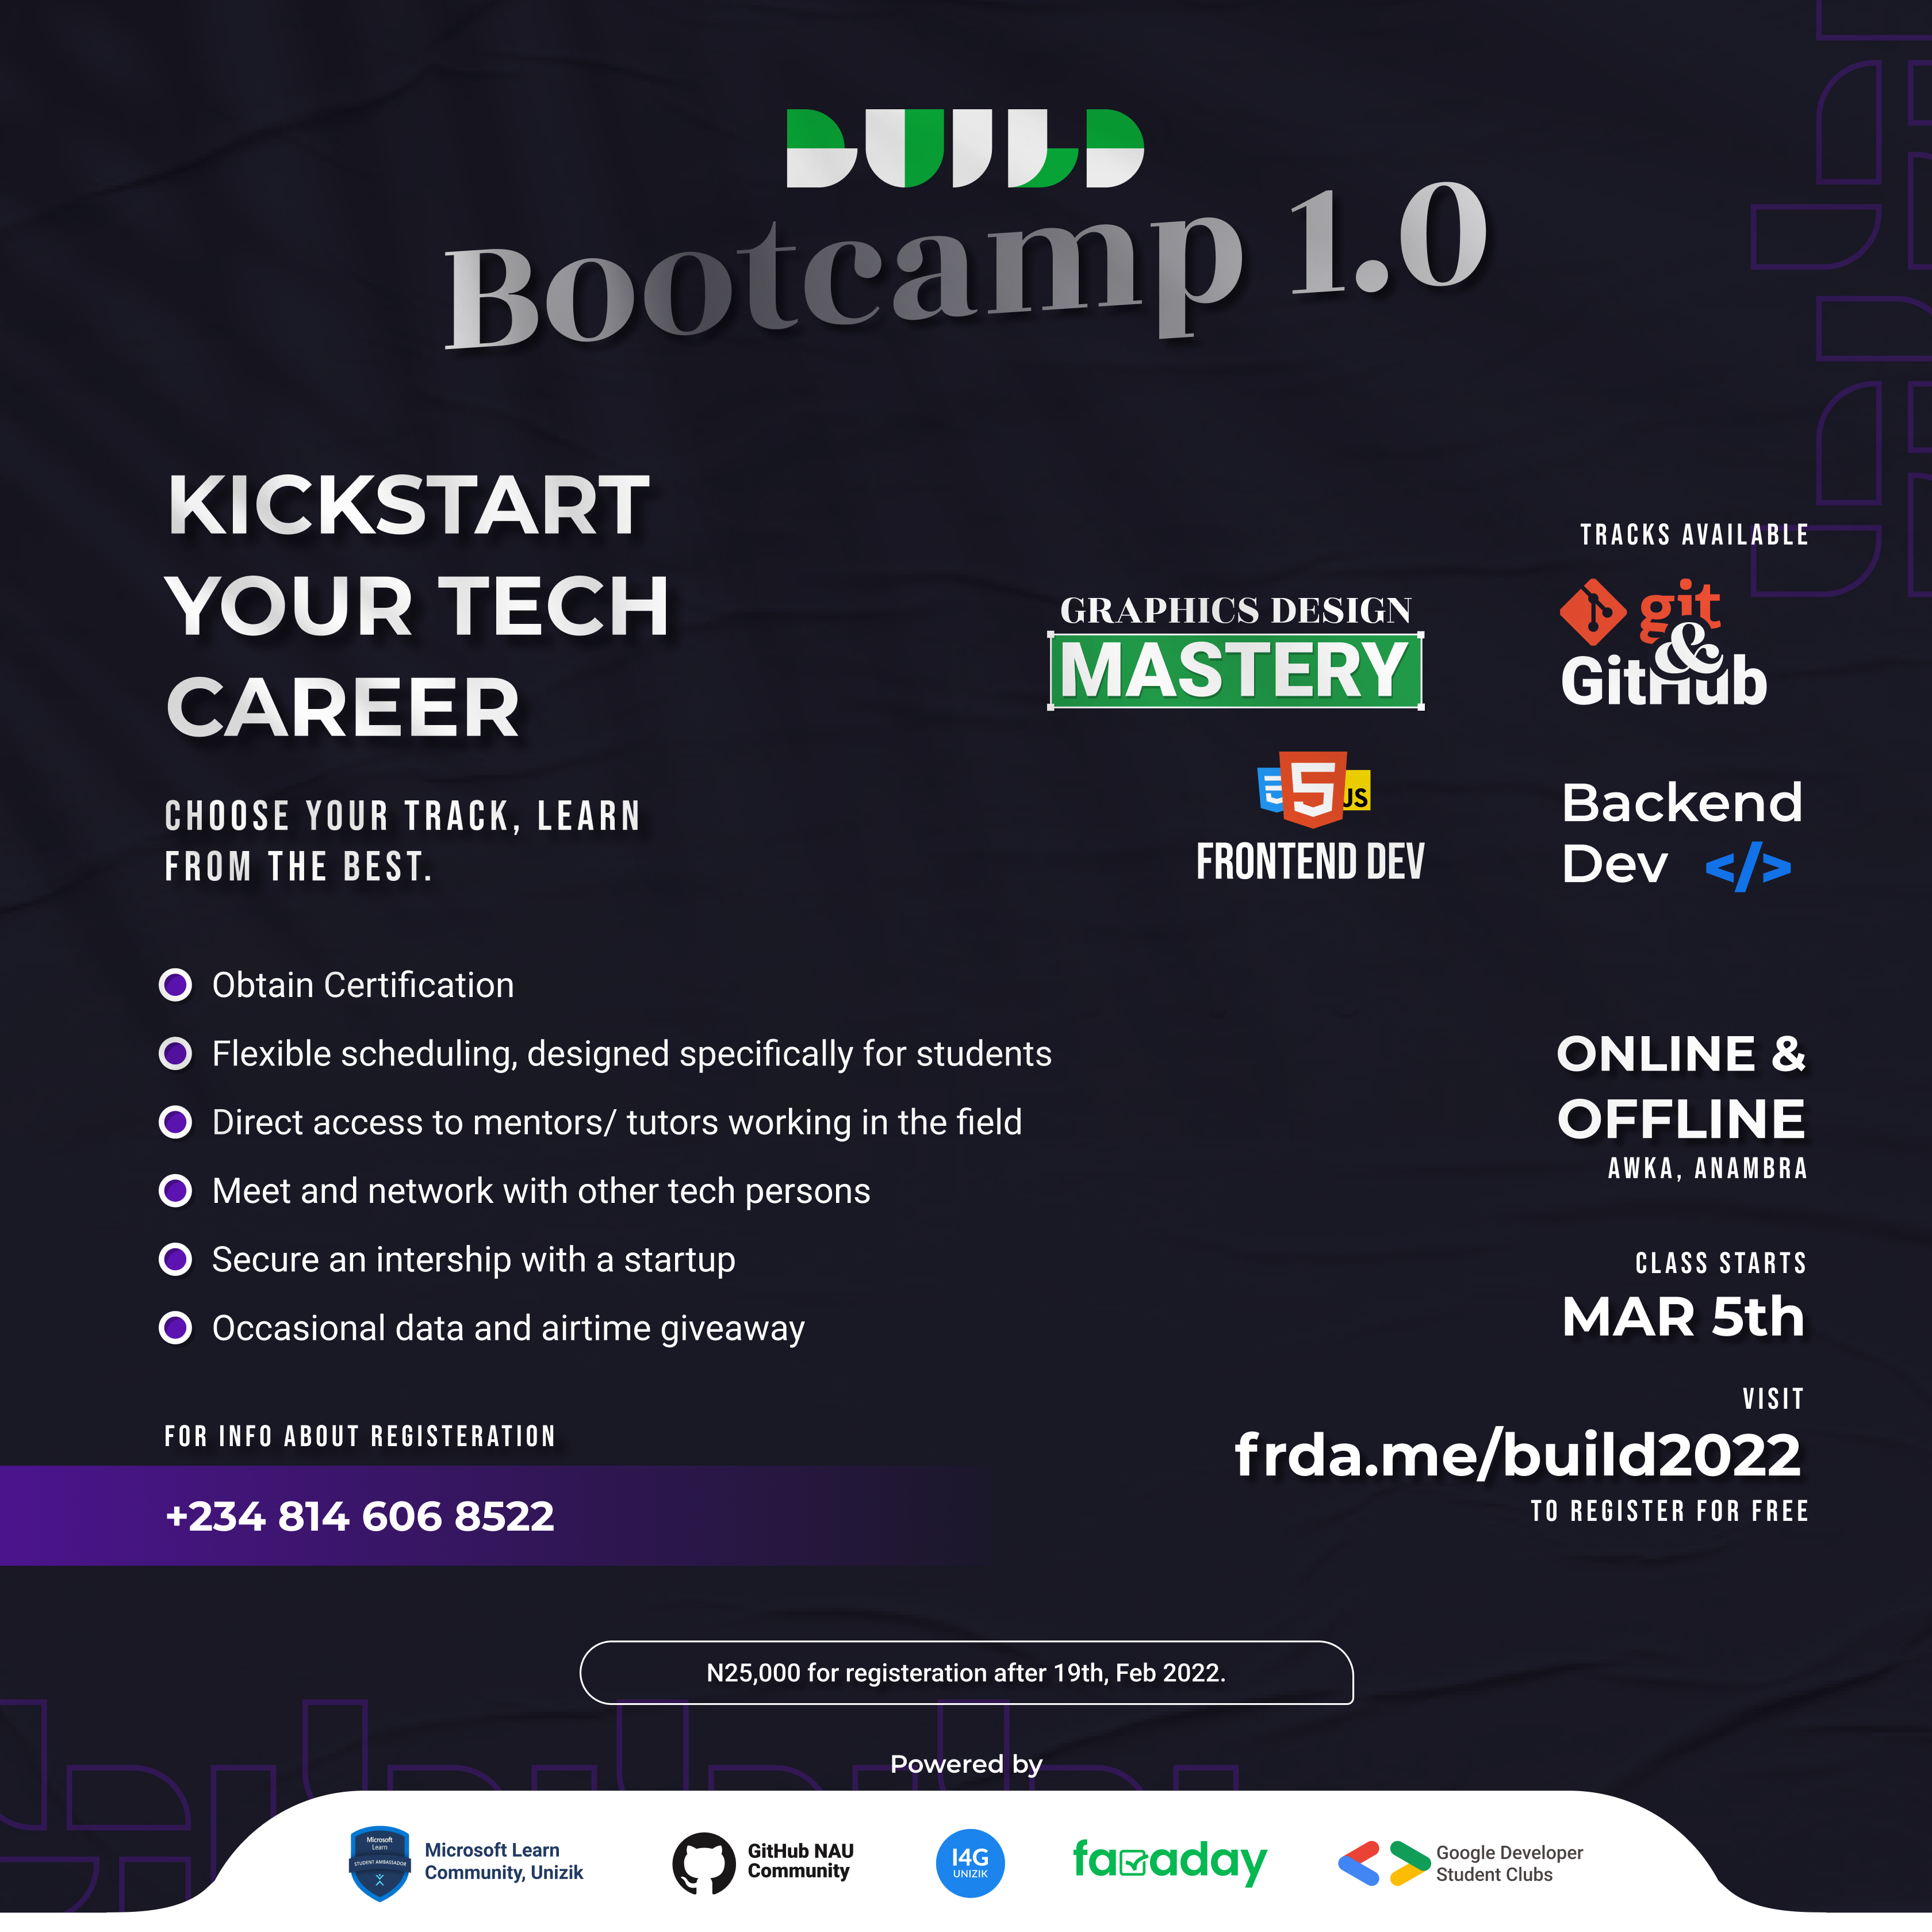 BUILD
Bootcamp 1.0
KICKSTART
YOUR TECH
CAREER
CHOOSE YOUR TRACK, LEARN
FROM THE BEST.
TRACKS AVAILABLE
GRAPHICS DESIGN
MASTERY
git
&
GitHub
5
JS
FRONTEND DEV
Backend
Dev </>
Obtain Certification
Flexible scheduling, designed specifically for students
Direct access to mentors/ tutors working in the field
Meet and network with other tech persons
Secure an intership with a startup
Occasional data and airtime giveaway
ONLINE &
OFFLINE
AWKA, ANAMBRA
CLASS STARTS
MAR 5th
VISIT
frda.me/build2022
TO REGISTER FOR FREE
FOR INFO ABOUT REGISTERATION
+234 814 606 8522
N25,000 for registeration after 19th, Feb 2022.
Powered by
Microsoft
Learn
STUDENT AMBASSADOR
Microsoft Learn
Community, Unizik
GitHub NAU
Community
I4G
UNIZIK
faraday
Google Developer
Student Clubs